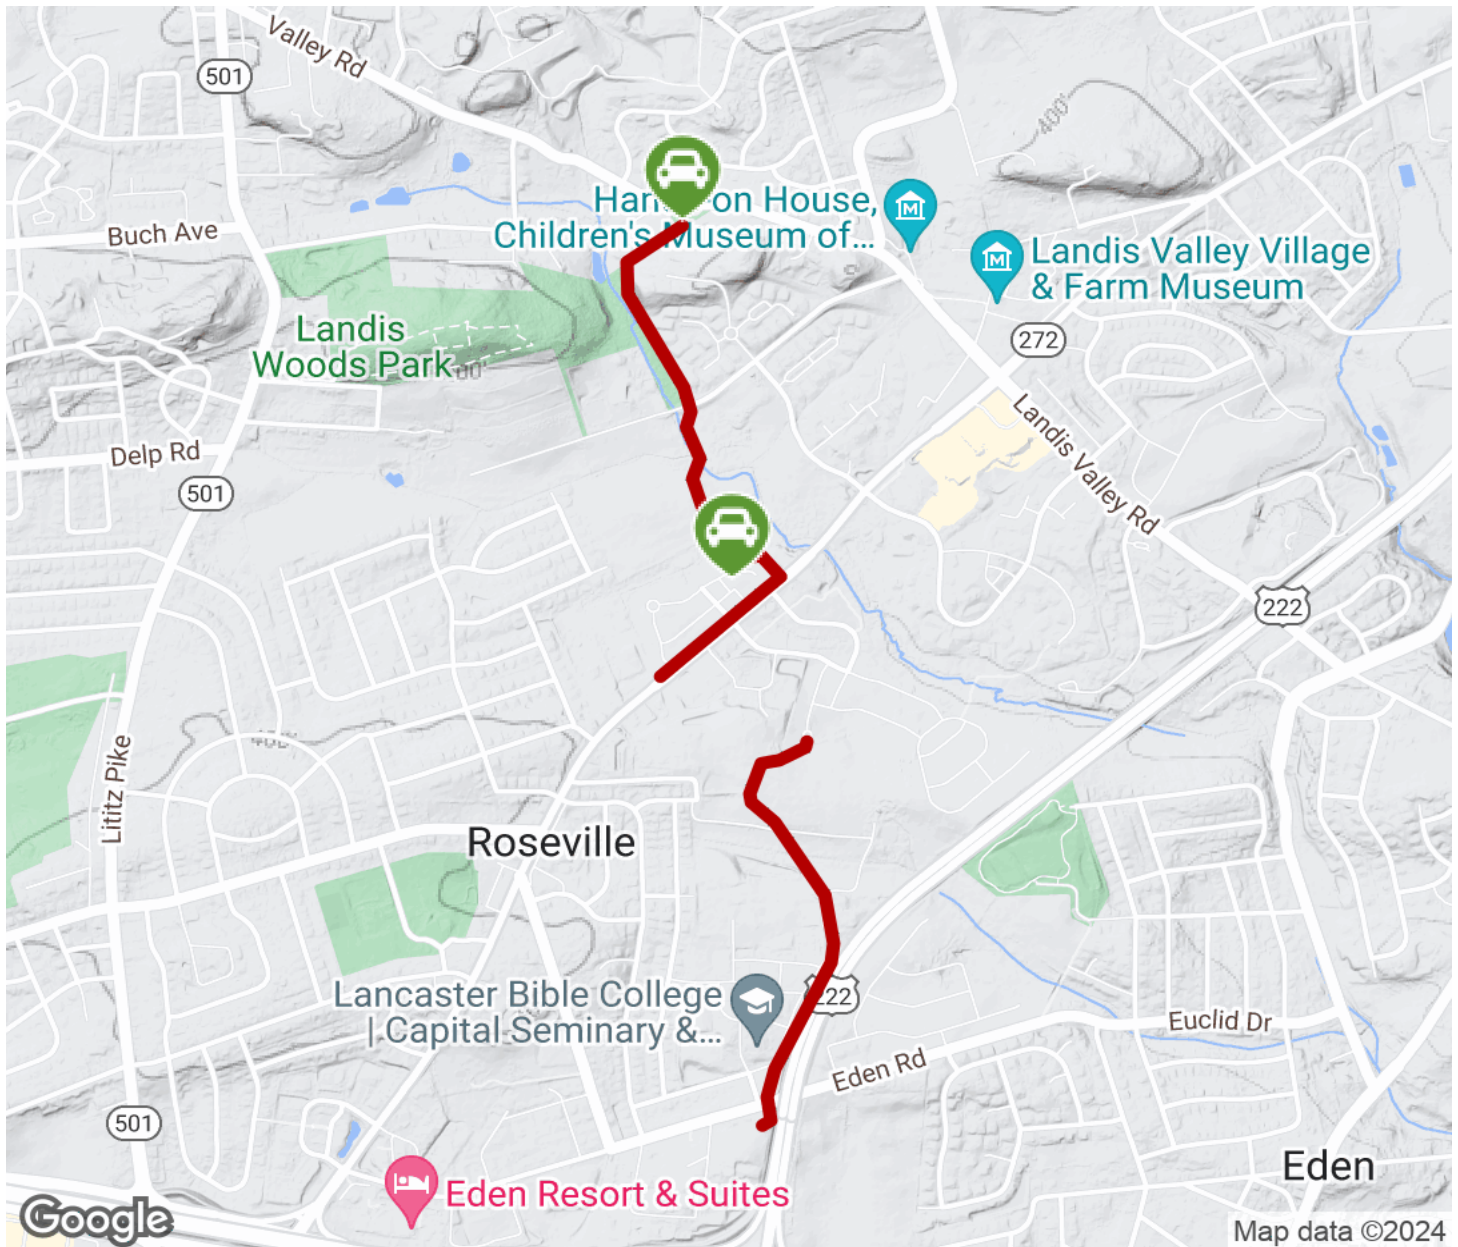 Valley Rd
501
400'
Buch Ave
House,
Children's Museum of...
Landis Valley Village
& Farm Museum
Landis
Woods Park
272
Landis Valley Rd
Delp Rd
501
222
Lititz Pike
Roseville
Lancaster Bible College
| Capital Seminary &...
222
Euclid Dr
Eden Rd
501
Eden
Eden Resort & Suites
Google
Map data ©2024